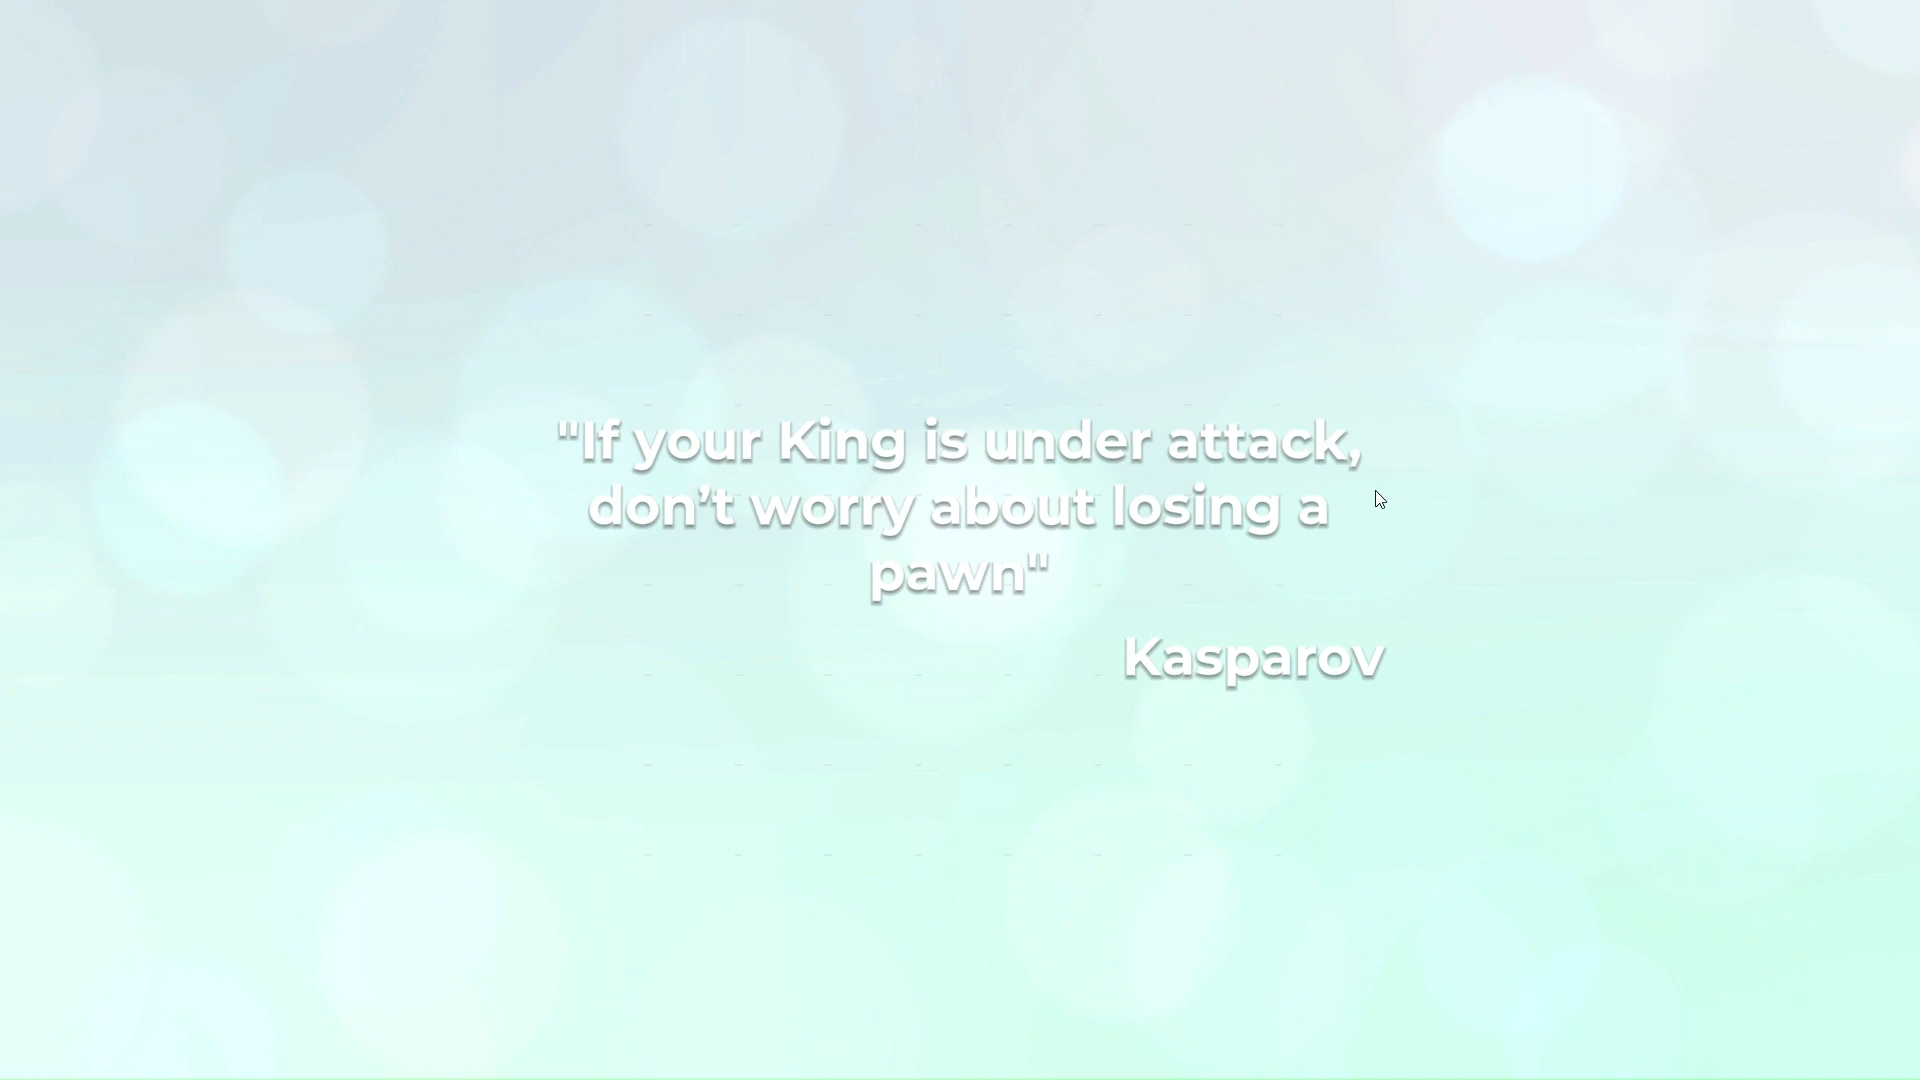 "If your King is under attack,
don’t worry about losing a
pawn"
Kasparov